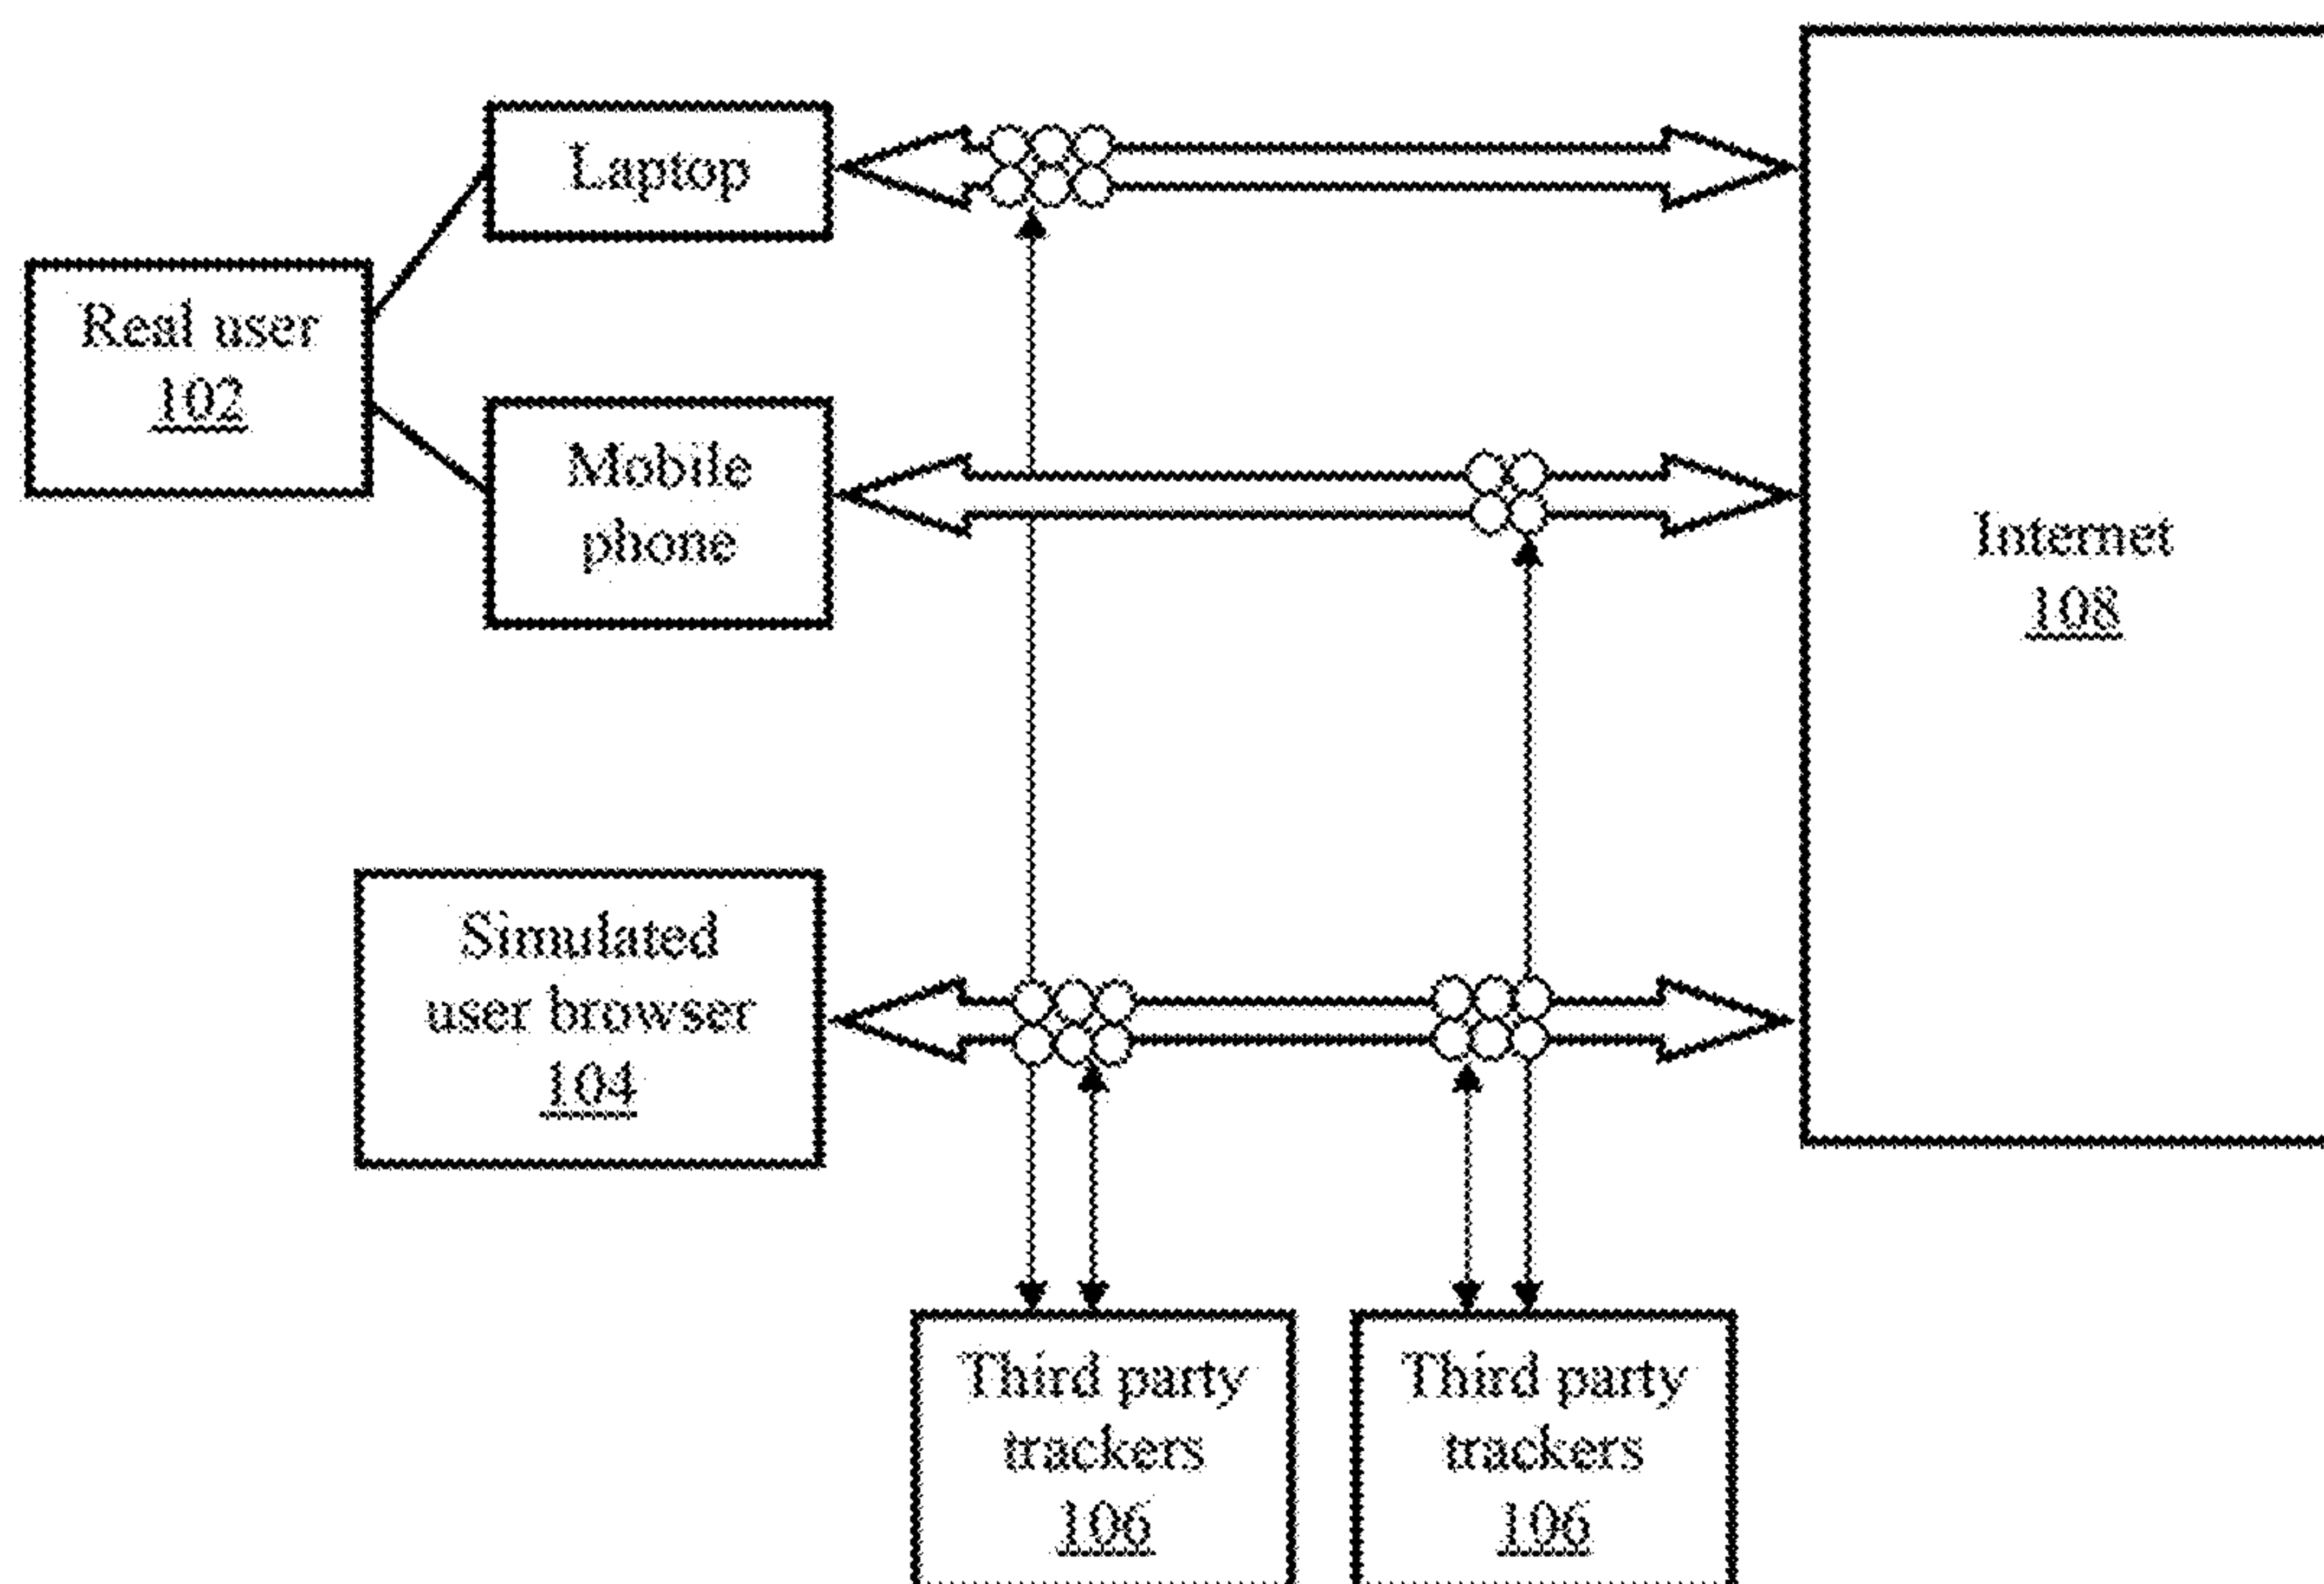 Laptop
Real user
102
Mobile
phone
Internet
108
Simulated
user browser
104
Third party
trackers
106
Third party
trackers
106